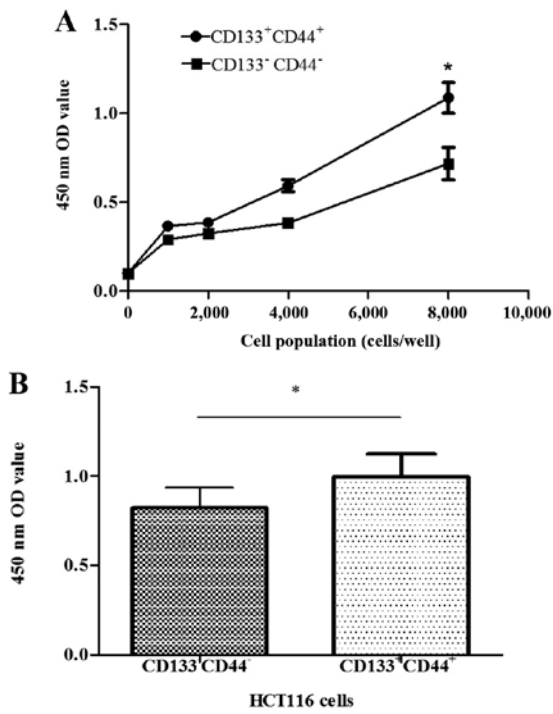 A
CD133⁺CD44⁺
CD133⁻ CD44⁻
*
450 nm OD value
1.5
1.0
0.5
0.0
0 2,000 4,000 6,000 8,000 10,000
Cell population (cells/well)
B
*
450 nm OD value
1.5
1.0
0.5
0.0
CD133⁻CD44⁻ CD133⁺CD44⁺
HCT116 cells